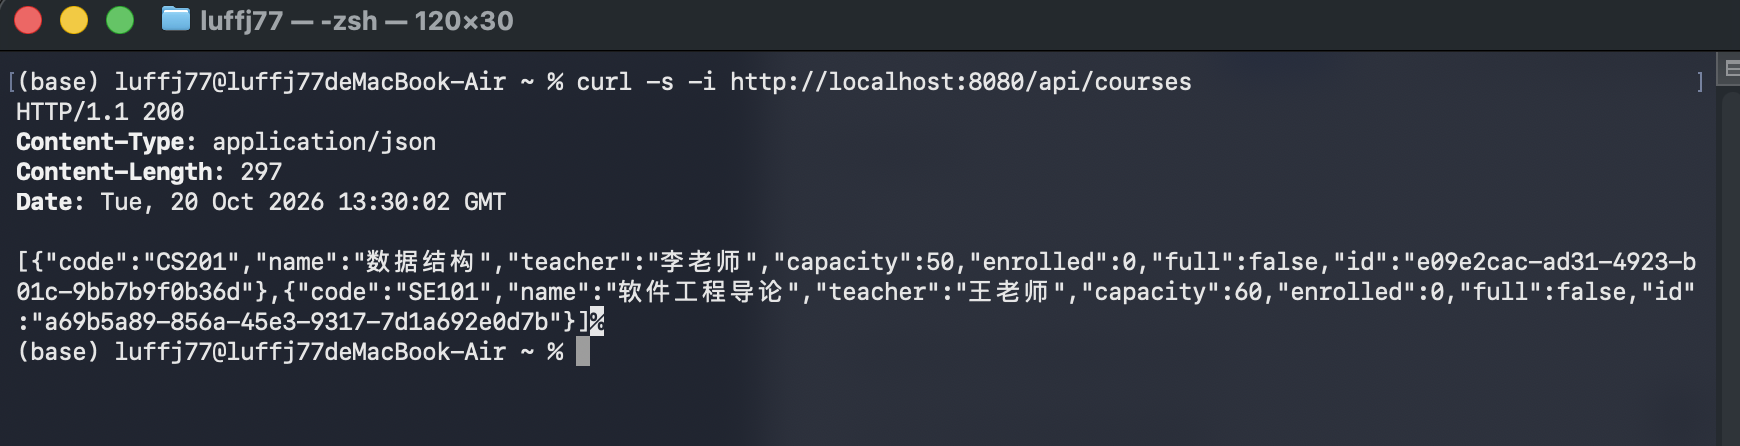 luffj77 — -zsh — 120×30
[(base) luffj77@luffj77deMacBook-Air ~ % curl -s -i http://localhost:8080/api/courses ]
HTTP/1.1 200
Content-Type: application/json
Content-Length: 297
Date: Tue, 20 Oct 2026 13:30:02 GMT
[{"code":"CS201","name":"数据结构","teacher":"李老师","capacity":50,"enrolled":0,"full":false,"id":"e09e2cac-ad31-4923-b
01c-9bb7b9f0b36d"},{"code":"SE101","name":"软件工程导论","teacher":"王老师","capacity":60,"enrolled":0,"full":false,"id"
:"a69b5a89-856a-45e3-9317-7d1a692e0d7b"}]%
(base) luffj77@luffj77deMacBook-Air ~ %